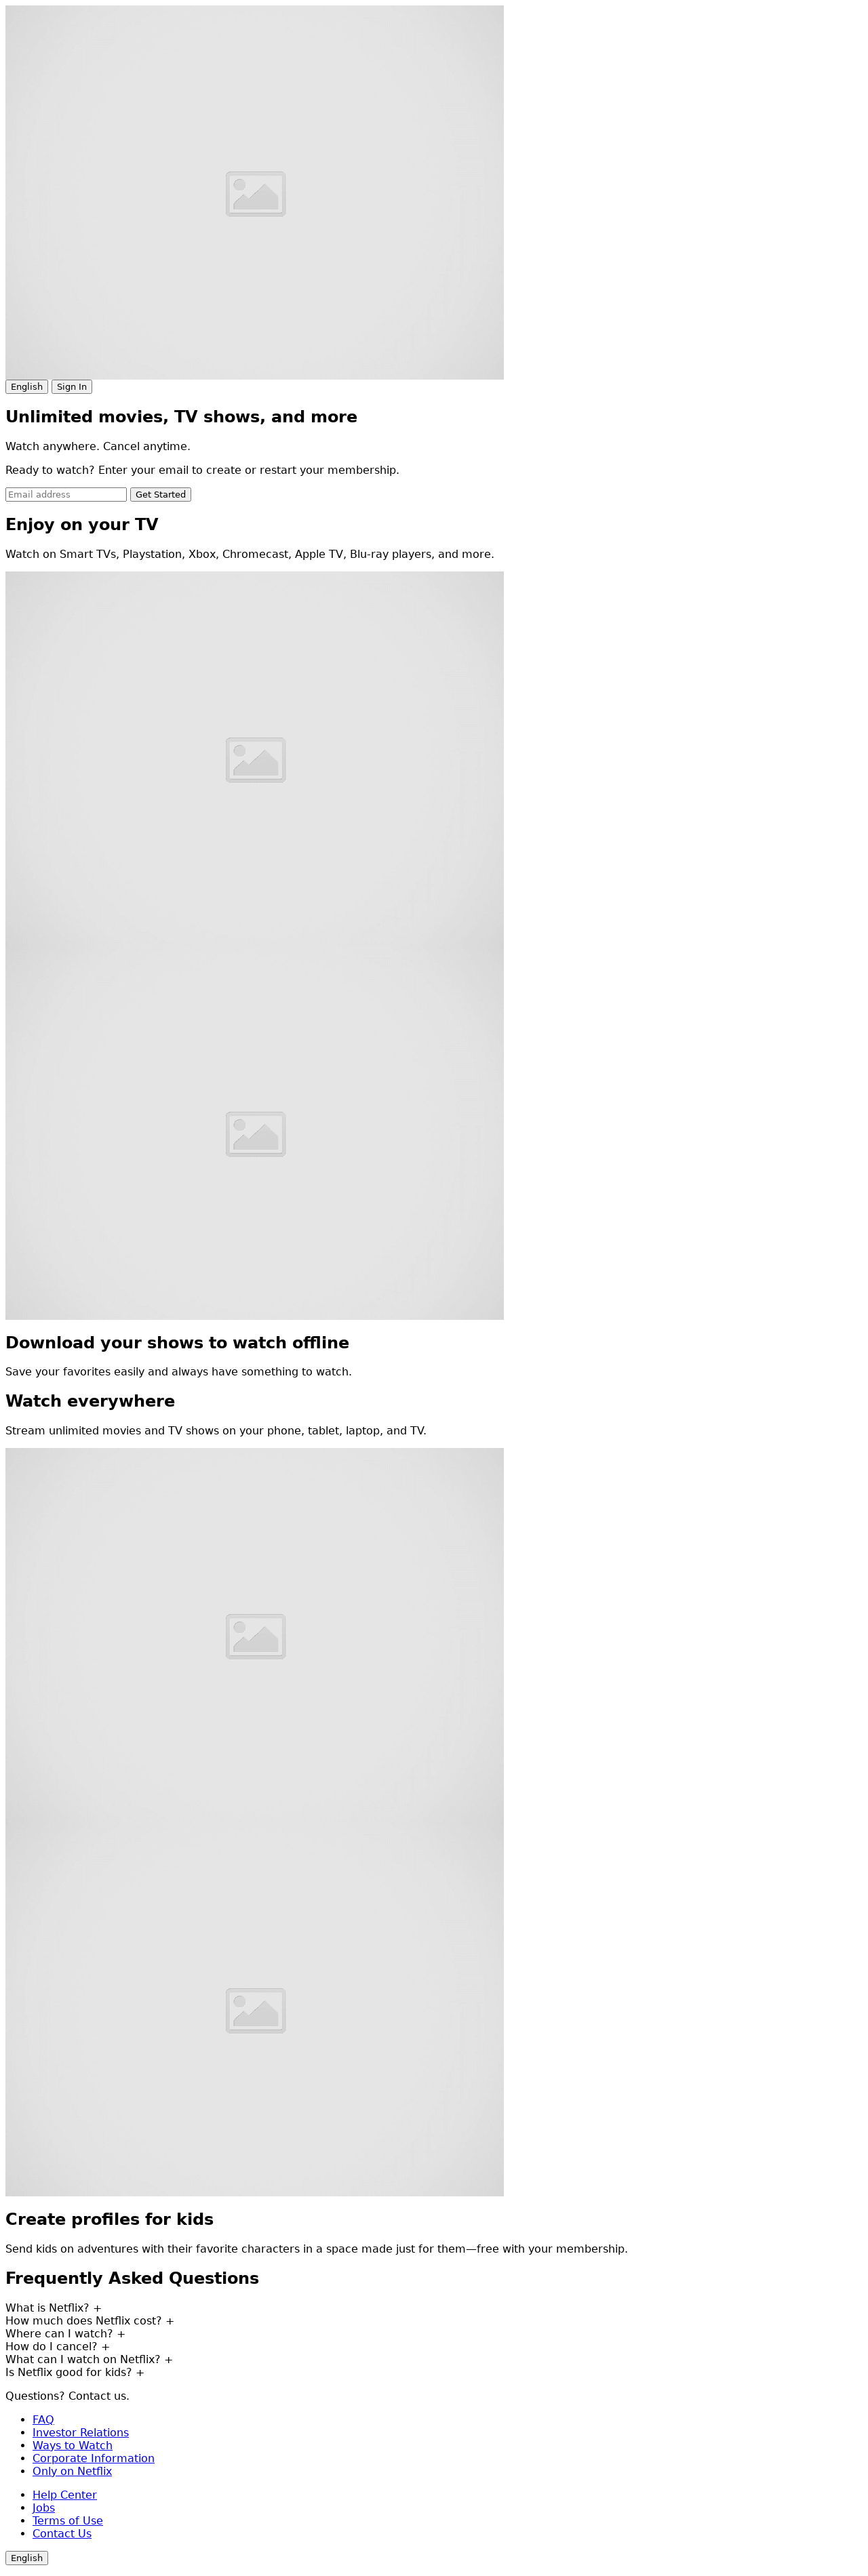 English Sign In
Unlimited movies, TV shows, and more
Watch anywhere. Cancel anytime.
Ready to watch? Enter your email to create or restart your membership.
Email address Get Started
Enjoy on your TV
Watch on Smart TVs, Playstation, Xbox, Chromecast, Apple TV, Blu-ray players, and more.
Download your shows to watch offline
Save your favorites easily and always have something to watch.
Watch everywhere
Stream unlimited movies and TV shows on your phone, tablet, laptop, and TV.
Create profiles for kids
Send kids on adventures with their favorite characters in a space made just for them—free with your membership.
Frequently Asked Questions
What is Netflix? +
How much does Netflix cost? +
Where can I watch? +
How do I cancel? +
What can I watch on Netflix? +
Is Netflix good for kids? +
Questions? Contact us.
FAQ
Investor Relations
Ways to Watch
Corporate Information
Only on Netflix
Help Center
Jobs
Terms of Use
Contact Us
English